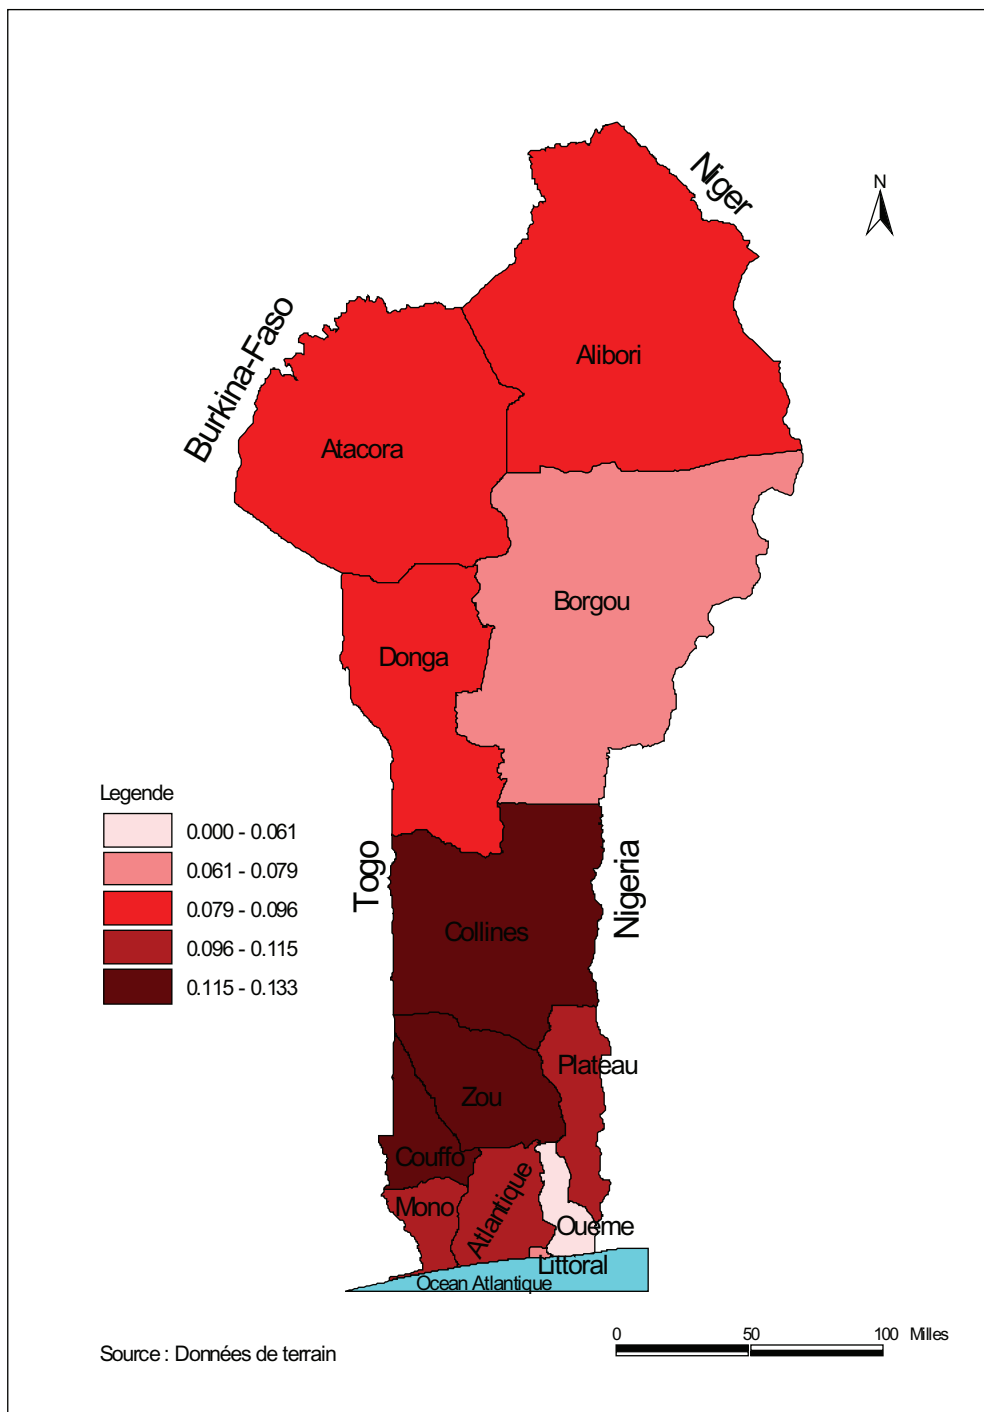 N
Niger
Burkina-Faso
Alibori
Atacora
Borgou
Donga
Legende
0.000 - 0.061
0.061 - 0.079
0.079 - 0.096
0.096 - 0.115
0.115 - 0.133
Togo
Nigeria
Collines
Plateau
Zou
Couffo
Mono
Atlantique
Oueme
Littoral
Ocean Atlantique
0 50 100 Milles
Source : Données de terrain